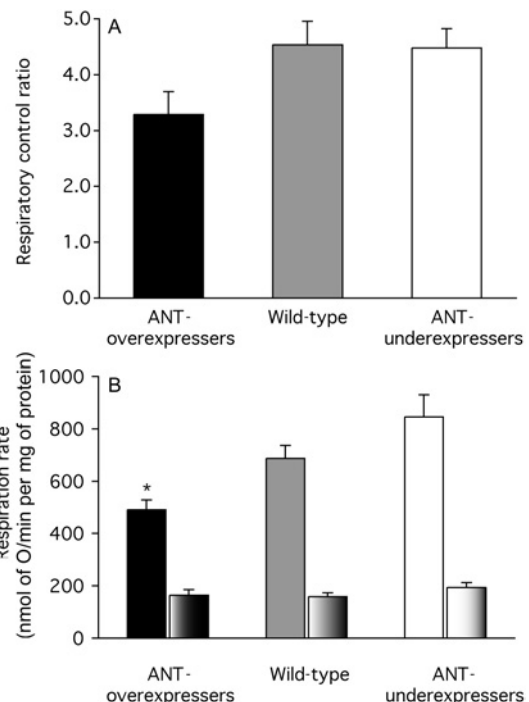 A
5.0
4.0
3.0
2.0
1.0
0.0
Respiratory control ratio
ANT-
overexpressers
Wild-type
ANT-
underexpressers
B
1000
800
600
400
200
0
Respiration rate
(nmol of O/min per mg of protein)
*
ANT-
overexpressers
Wild-type
ANT-
underexpressers